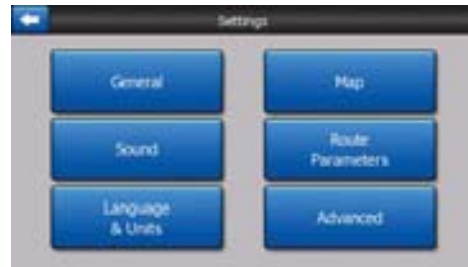 Settings
General
Map
Sound
Route
Parameters
Language
& Units
Advanced